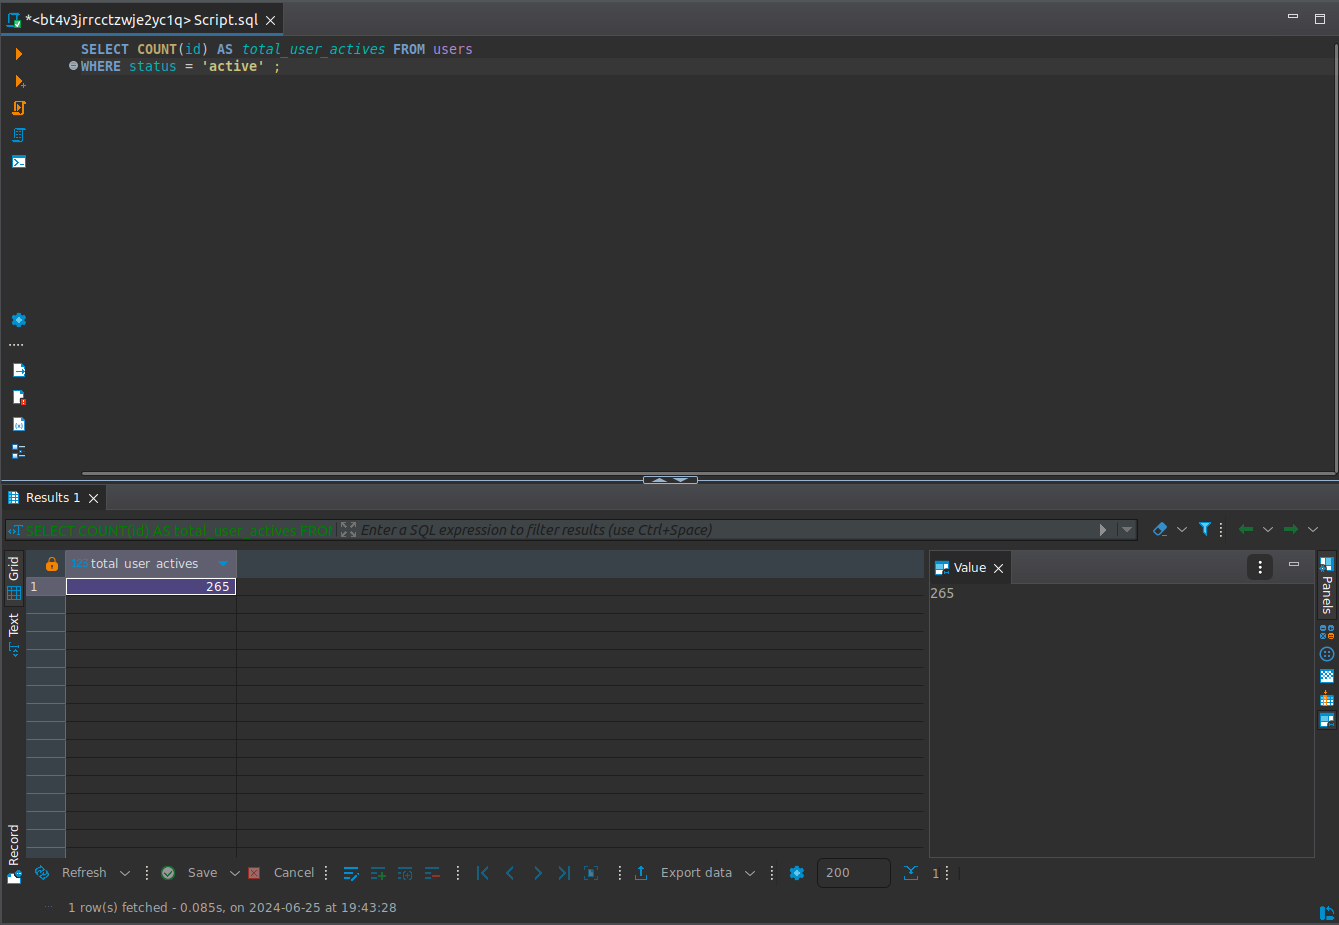 *<bt4v3jrrcctzwje2yc1q> Script.sql
SELECT COUNT(id) AS total_user_actives FROM users
WHERE status = 'active' ;
Results 1
SELECT COUNT(id) AS total_user_actives FROM
Enter a SQL expression to filter results (use Ctrl+Space)
Grid
Text
Record
123 total_user_actives
1
265
Value
265
Panels
Refresh
Save
Cancel
Export data
200
1
1 row(s) fetched - 0.085s, on 2024-06-25 at 19:43:28